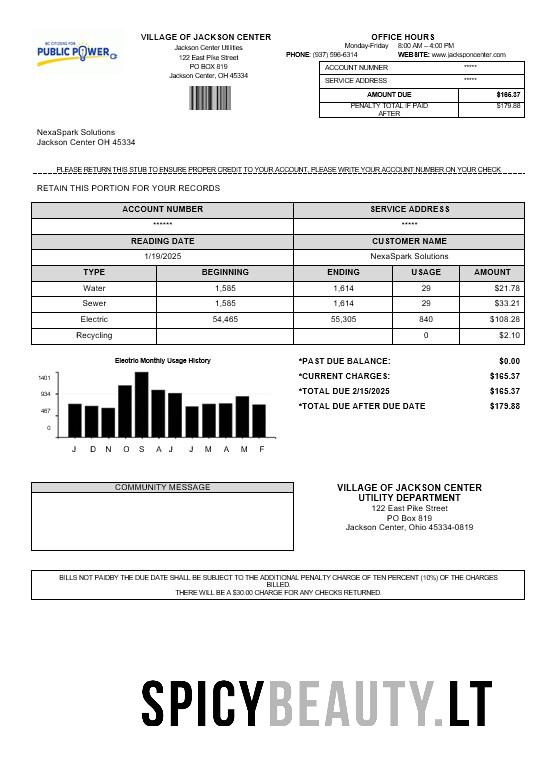 MC CITIZENS FOR
PUBLIC POWER
VILLAGE OF JACKSON CENTER
Jackson Center Utilities
122 East Pike Street
PO BOX 819
Jackson Center, OH 45334
OFFICE HOURS
Monday-Friday 8:00 AM – 4:00 PM
PHONE: (937) 596-6314 WEBSITE: www.jacksponcenter.com
ACCOUNT NUMNER *****
SERVICE ADDRESS *****
AMOUNT DUE $165.37
PENALTY TOTAL IF PAID AFTER $179.88
NexaSpark Solutions
Jackson Center OH 45334
PLEASE RETURN THIS STUB TO ENSURE PROPER CREDIT TO YOUR ACCOUNT, PLEASE WRITE YOUR ACCOUNT NUMBER ON YOUR CHECK
RETAIN THIS PORTION FOR YOUR RECORDS
ACCOUNT NUMBER SERVICE ADDRESS
****** *****
READING DATE CUSTOMER NAME
1/19/2025 NexaSpark Solutions
TYPE BEGINNING ENDING USAGE AMOUNT
Water 1,585 1,614 29 $21.78
Sewer 1,585 1,614 29 $33.21
Electric 54,465 55,305 840 $108.28
Recycling 0 $2.10
Electric Monthly Usage History
1401
934
467
0
J D N O S A J J M A M F
*PAST DUE BALANCE: $0.00
*CURRENT CHARGES: $165.37
*TOTAL DUE 2/15/2025 $165.37
*TOTAL DUE AFTER DUE DATE $179.88
COMMUNITY MESSAGE
VILLAGE OF JACKSON CENTER
UTILITY DEPARTMENT
122 East Pike Street
PO Box 819
Jackson Center, Ohio 45334-0819
BILLS NOT PAIDBY THE DUE DATE SHALL BE SUBJECT TO THE ADDITIONAL PENALTY CHARGE OF TEN PERCENT (10%) OF THE CHARGES
BILLED.
THERE WILL BE A $30.00 CHARGE FOR ANY CHECKS RETURNED.
SPICYBEAUTY.LT